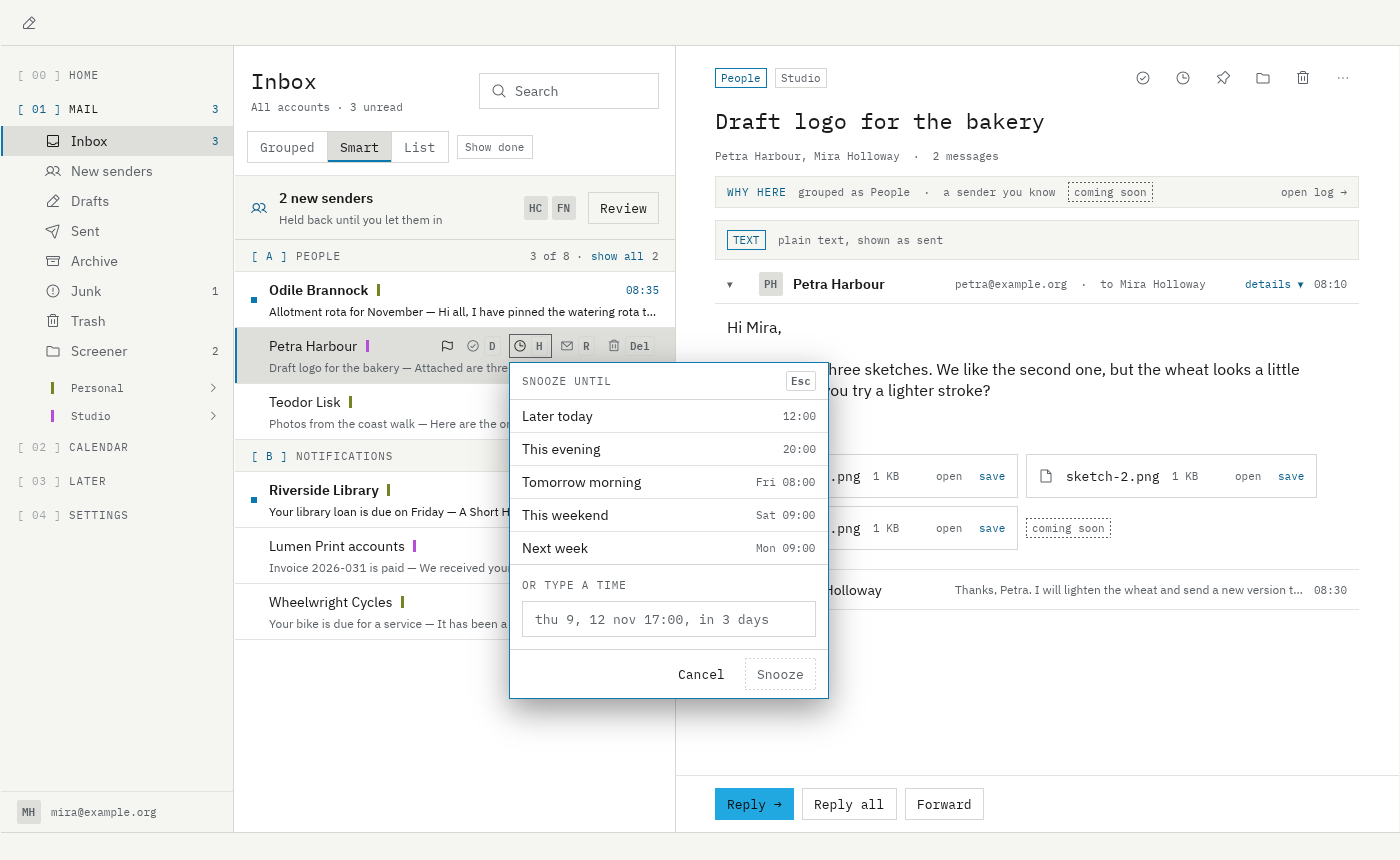 [ 00 ] HOME
[ 01 ] MAIL 3
Inbox 3
New senders
Drafts
Sent
Archive
Junk 1
Trash
Screener 2
Personal
Studio
[ 02 ] CALENDAR
[ 03 ] LATER
[ 04 ] SETTINGS
MH mira@example.org
Inbox
All accounts · 3 unread
Search
Grouped Smart List Show done
2 new senders
Held back until you let them in
HC FN Review
[ A ] PEOPLE 3 of 8 · show all 2
Odile Brannock 08:35
Allotment rota for November — Hi all, I have pinned the watering rota t…
Petra Harbour D H R Del
Draft logo for the bakery — Attached are thre
Teodor Lisk
Photos from the coast walk — Here are the
[ B ] NOTIFICATIONS
Riverside Library
Your library loan is due on Friday — A Short H
Lumen Print accounts
Invoice 2026-031 is paid — We received you
Wheelwright Cycles
Your bike is due for a service — It has been a
SNOOZE UNTIL Esc
Later today 12:00
This evening 20:00
Tomorrow morning Fri 08:00
This weekend Sat 09:00
Next week Mon 09:00
OR TYPE A TIME
thu 9, 12 nov 17:00, in 3 days
Cancel Snooze
People Studio
Draft logo for the bakery
Petra Harbour, Mira Holloway · 2 messages
WHY HERE grouped as People · a sender you know coming soon open log →
TEXT plain text, shown as sent
▾ PH Petra Harbour petra@example.org · to Mira Holloway details ▾ 08:10
Hi Mira,
hree sketches. We like the second one, but the wheat looks a little
you try a lighter stroke?
.png 1 KB open save
sketch-2.png 1 KB open save
.png 1 KB open save
coming soon
Holloway Thanks, Petra. I will lighten the wheat and send a new version t… 08:30
Reply → Reply all Forward